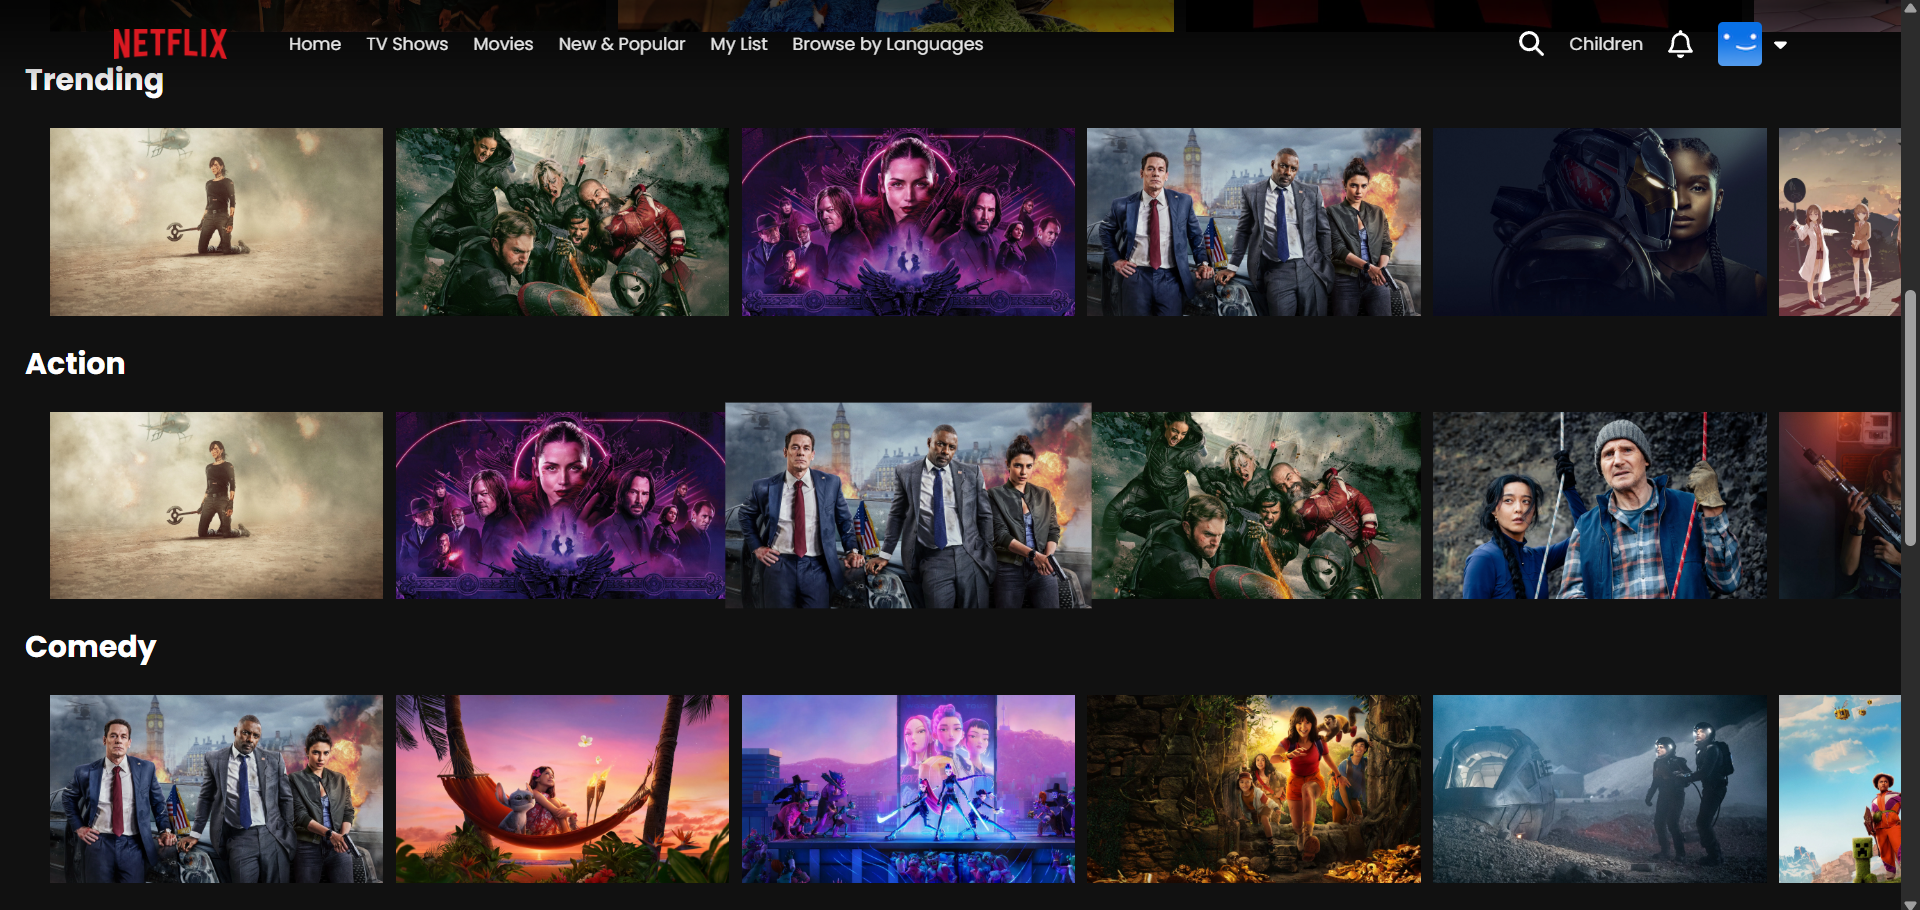 NETFLIX Home TV Shows Movies New & Popular My List Browse by Languages Children
Trending
Action
Comedy